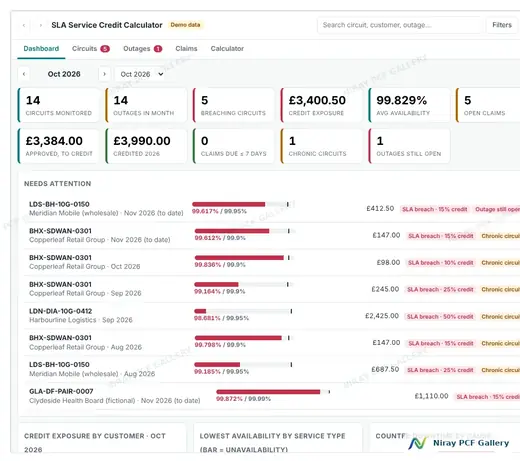 SLA Service Credit Calculator Demo data Search circuit, customer, outage... Filters
Dashboard Circuits 5 Outages 1 Claims Calculator
Oct 2026 Oct 2026
14 14 5 £3,400.50 99.829% 5
CIRCUITS MONITORED OUTAGES IN MONTH BREACHING CIRCUITS CREDIT EXPOSURE AVG AVAILABILITY OPEN CLAIMS
£3,384.00 £3,990.00 0 1 1
APPROVED, TO CREDIT CREDITED 2026 CLAIMS DUE ≤ 7 DAYS CHRONIC CIRCUITS OUTAGES STILL OPEN
NEEDS ATTENTION
LDS-BH-10G-0150
Meridian Mobile (wholesale) · Nov 2026 (to date) 99.617% / 99.95% £412.50 SLA breach · 15% credit Outage still open
BHX-SDWAN-0301
Copperleaf Retail Group · Nov 2026 (to date) 99.612% / 99.9% £147.00 SLA breach · 15% credit Chronic circui
BHX-SDWAN-0301
Copperleaf Retail Group · Oct 2026 99.836% / 99.9% £98.00 SLA breach · 10% credit Chronic circui
BHX-SDWAN-0301
Copperleaf Retail Group · Sep 2026 99.164% / 99.9% £245.00 SLA breach · 25% credit Chronic circui
LDN-DIA-10G-0412
Harbourline Logistics · Sep 2026 98.681% / 99.95% £2,425.00 SLA breach · 50% credit Chronic circui
BHX-SDWAN-0301
Copperleaf Retail Group · Aug 2026 99.798% / 99.9% £147.00 SLA breach · 15% credit Chronic circui
LDS-BH-10G-0150
Meridian Mobile (wholesale) · Aug 2026 99.185% / 99.95% £687.50 SLA breach · 25% credit Chronic circui
GLA-DF-PAIR-0007
Clydeside Health Board (fictional) · Nov 2026 (to date) 99.872% / 99.99% £1,110.00 SLA breach · 15%
CREDIT EXPOSURE BY CUSTOMER · OCT 2026
LOWEST AVAILABILITY BY SERVICE TYPE (BAR = UNAVAILABILITY)
Niray PCF Gallery